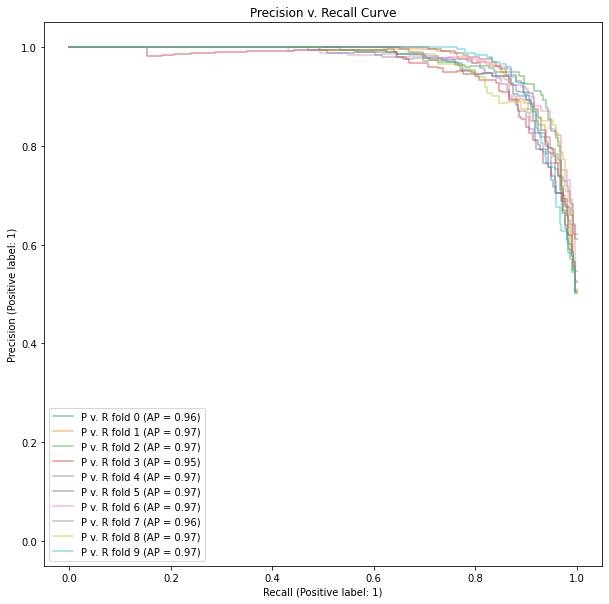 Precision v. Recall Curve
1.0
0.8
0.6
0.4
0.2
0.0
Precision (Positive label: 1)
P v. R fold 0 (AP = 0.96)
P v. R fold 1 (AP = 0.97)
P v. R fold 2 (AP = 0.97)
P v. R fold 3 (AP = 0.95)
P v. R fold 4 (AP = 0.97)
P v. R fold 5 (AP = 0.97)
P v. R fold 6 (AP = 0.97)
P v. R fold 7 (AP = 0.96)
P v. R fold 8 (AP = 0.97)
P v. R fold 9 (AP = 0.97)
0.0 0.2 0.4 0.6 0.8 1.0
Recall (Positive label: 1)